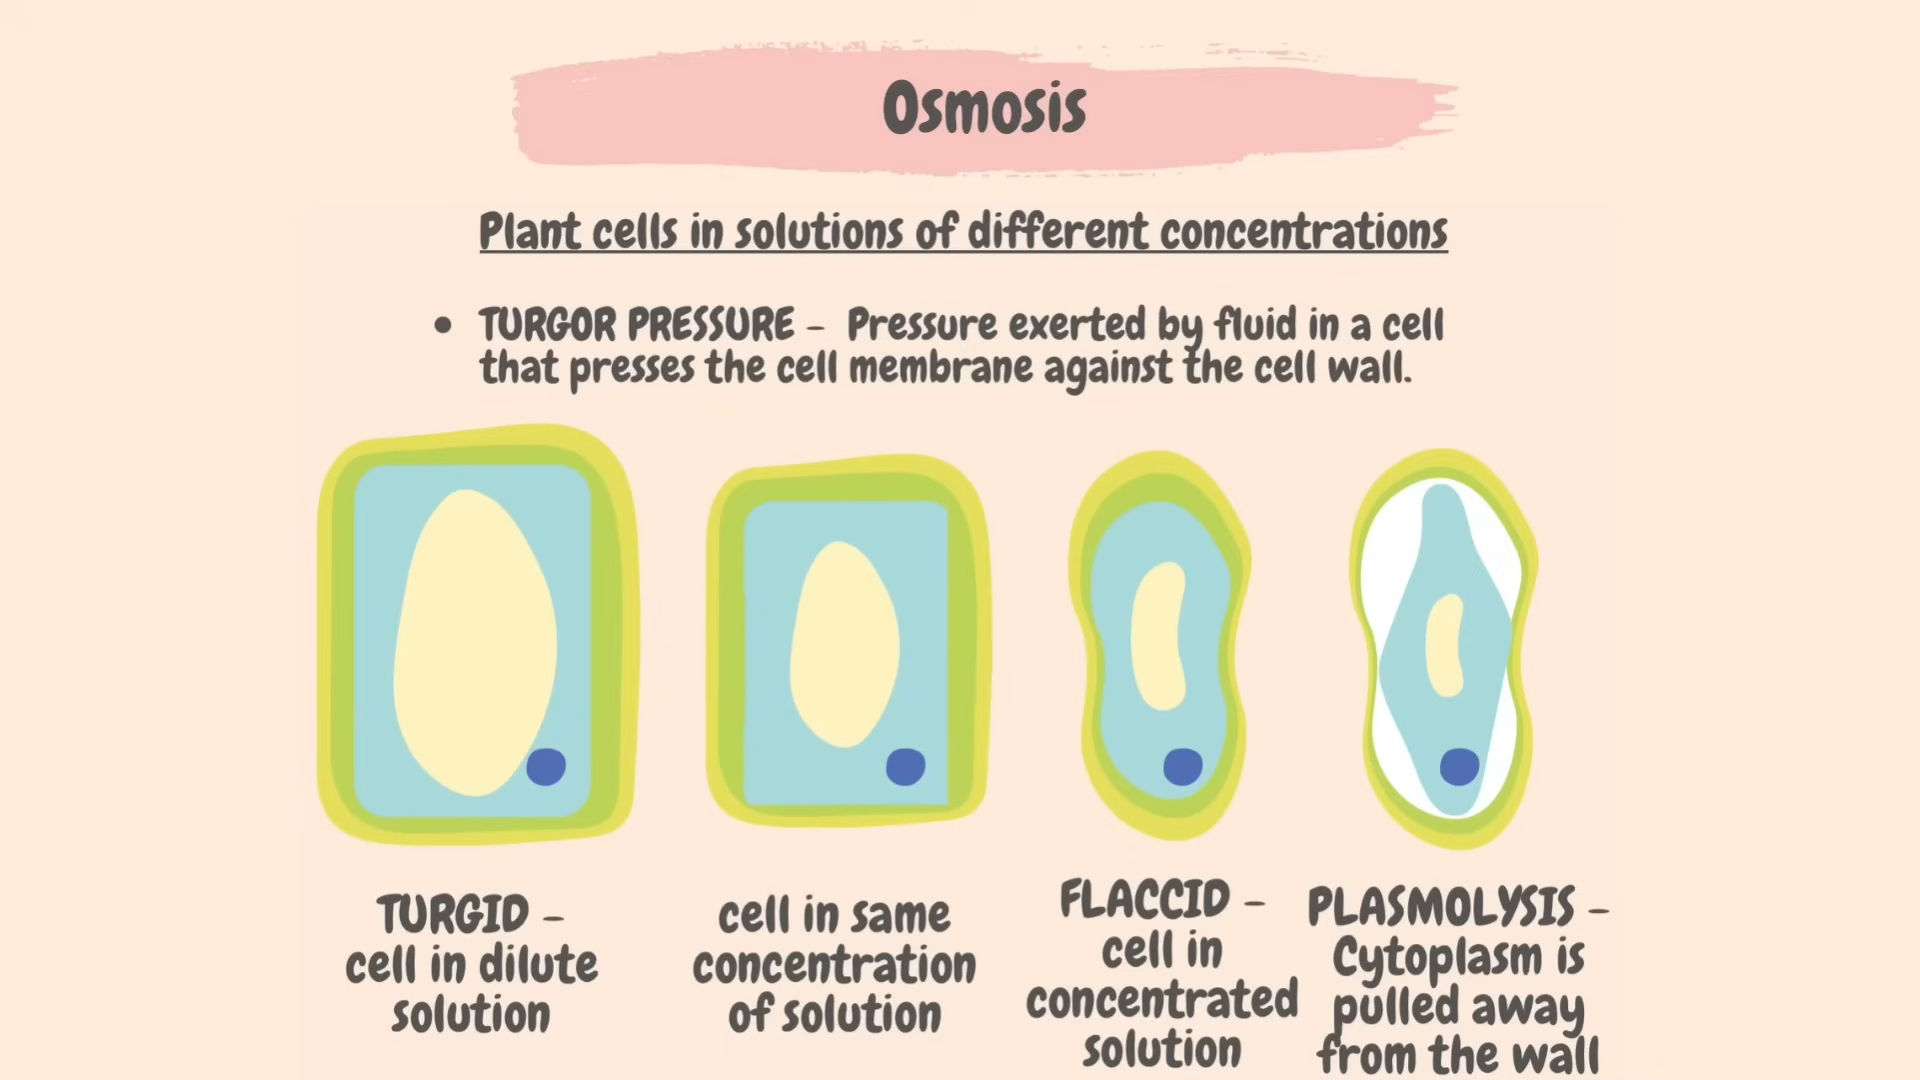 Osmosis
Plant cells in solutions of different concentrations
• TURGOR PRESSURE - Pressure exerted by fluid in a cell
that presses the cell membrane against the cell wall.
TURGID -
cell in dilute
solution
cell in same
concentration
of solution
FLACCID -
cell in
concentrated
solution
PLASMOLYSIS -
Cytoplasm is
pulled away
from the wall